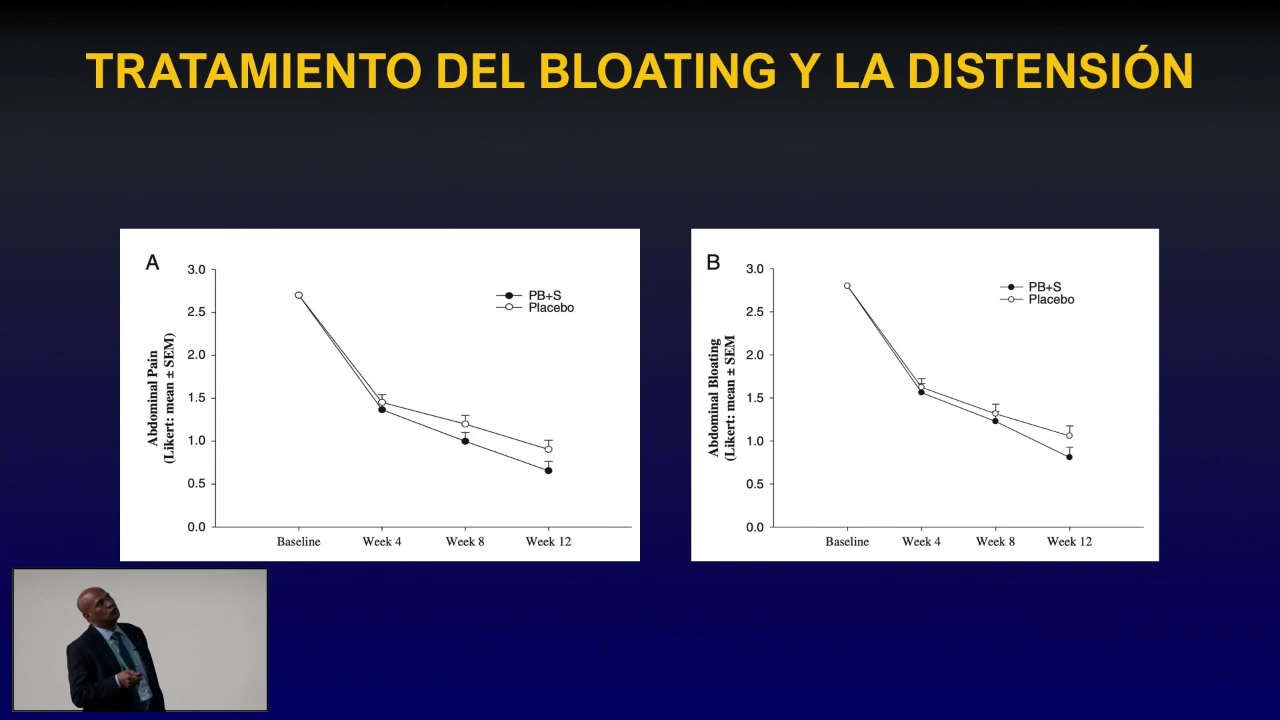 TRATAMIENTO DEL BLOATING Y LA DISTENSIÓN
A
Abdominal Pain
(Likert: mean ± SEM)
3.0
2.5
2.0
1.5
1.0
0.5
0.0
PB+S
Placebo
Baseline Week 4 Week 8 Week 12
B
Abdominal Bloating
(Likert: mean ± SEM
3.0
2.5
2.0
1.5
1.0
0.5
0.0
PB+S
Placebo
Baseline Week 4 Week 8 Week 12